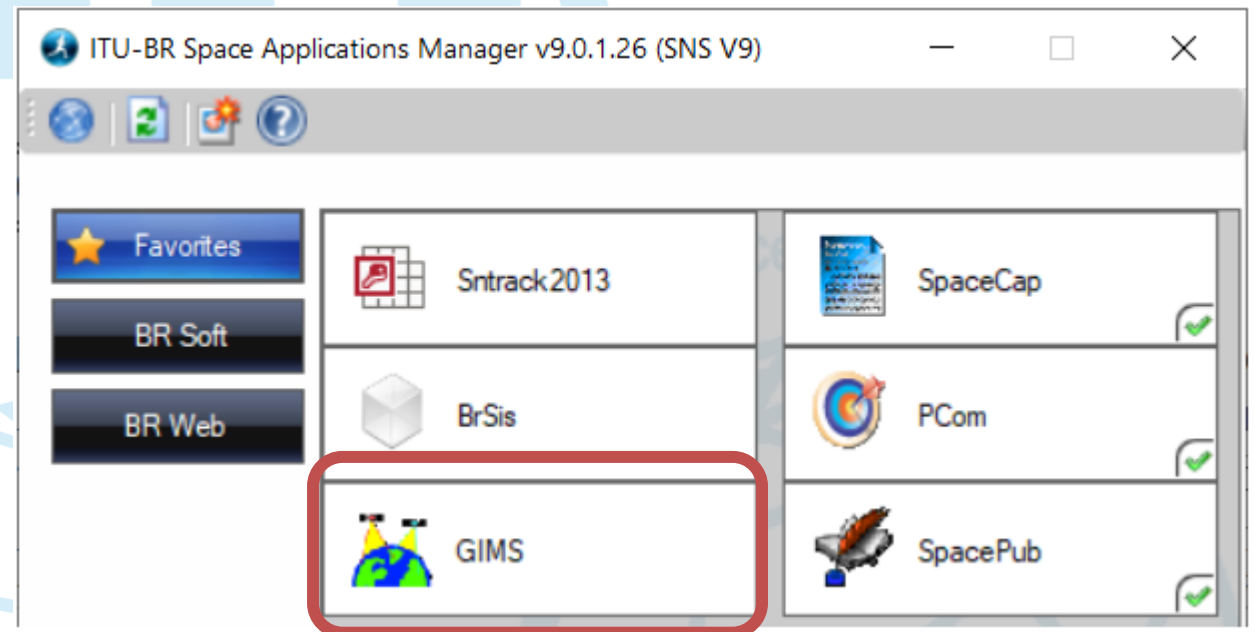 ITU-BR Space Applications Manager v9.0.1.26 (SNS V9)
Favorites
BR Soft
BR Web
Sntrack2013
SpaceCap
BrSis
PCom
GIMS
SpacePub